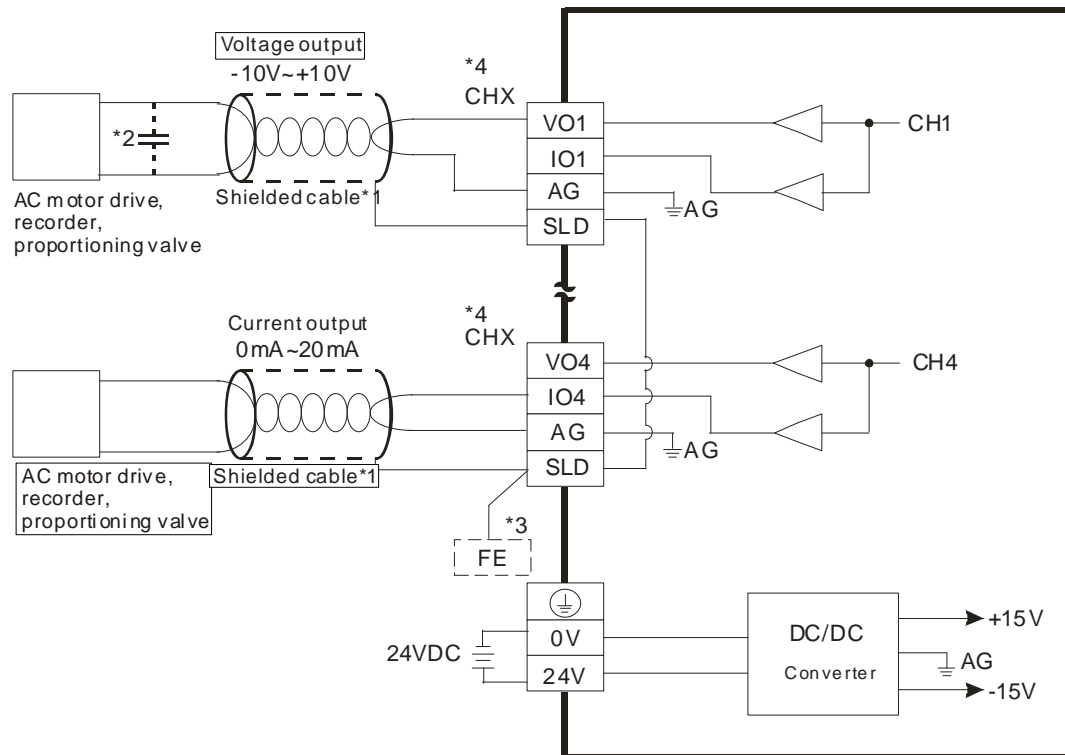 Voltage output
-10V~+10V
*4
CHX
*2
VO1
CH1
IO1
AG
AG
SLD
Shielded cable*1
AC motor drive,
recorder,
proportioning valve
Current output
0mA~20mA
*4
CHX
VO4
CH4
IO4
AG
AG
SLD
Shielded cable*1
AC motor drive,
recorder,
proportioning valve
*3
FE
24VDC
0V
24V
DC/DC
Converter
+15V
AG
-15V